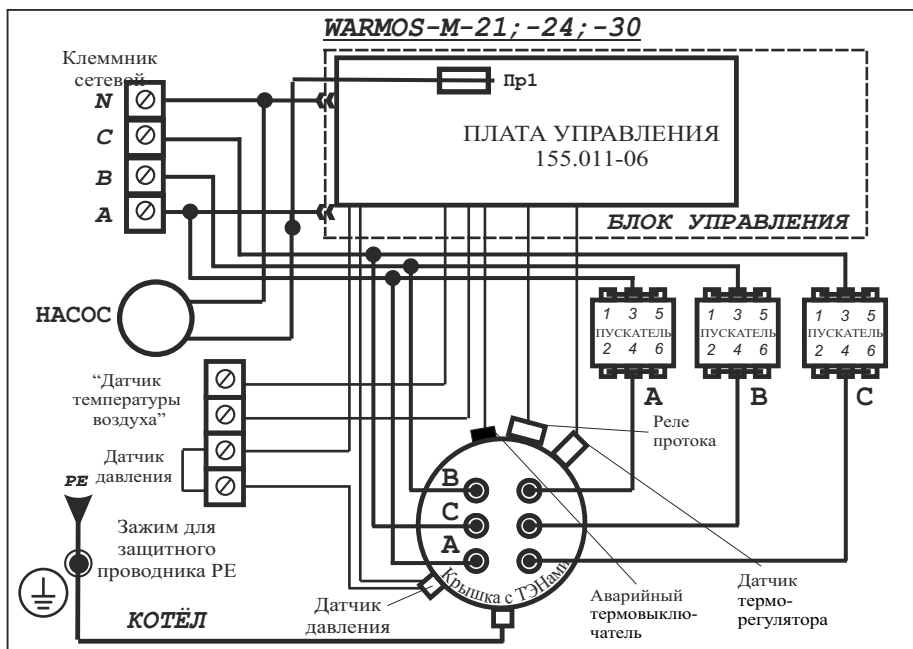 WARMOS-M-21;-24;-30
Клеммник
сетевой
N
C
B
A
Пр1
ПЛАТА УПРАВЛЕНИЯ
155.011-06
БЛОК УПРАВЛЕНИЯ
НАСОС
1 3 5
ПУСКАТЕЛЬ
2 4 6
A
1 3 5
ПУСКАТЕЛЬ
2 4 6
B
1 3 5
ПУСКАТЕЛЬ
2 4 6
C
“Датчик
температуры
воздуха”
Датчик
давления
Реле
протока
PE
Зажим для
защитного
проводника PE
B
C
A
Крышка с ТЭНами
Датчик
давления
Аварийный
термовыклю-
чатель
Датчик
термо-
регулятора
КОТЁЛ